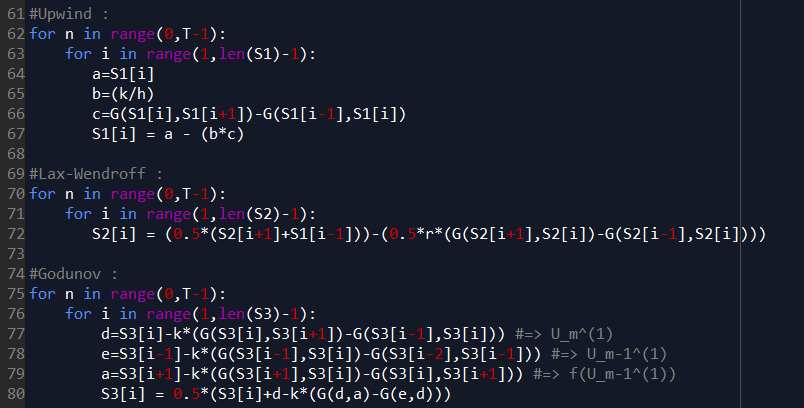 61 #Upwind :
62 for n in range(0,T-1):
63     for i in range(1,len(S1)-1):
64        a=S1[i]
65        b=(k/h)
66        c=G(S1[i],S1[i+1])-G(S1[i-1],S1[i])
67        S1[i] = a - (b*c)
68
69 #Lax-Wendroff :
70 for n in range(0,T-1):
71     for i in range(1,len(S2)-1):
72        S2[i] = (0.5*(S2[i+1]+S1[i-1]))-(0.5*r*(G(S2[i+1],S2[i])-G(S2[i-1],S2[i])))
73
74 #Godunov :
75 for n in range(0,T-1):
76     for i in range(1,len(S3)-1):
77         d=S3[i]-k*(G(S3[i],S3[i+1])-G(S3[i-1],S3[i])) #=> U_m^(1)
78         e=S3[i-1]-k*(G(S3[i-1],S3[i])-G(S3[i-2],S3[i-1])) #=> U_m-1^(1)
79         a=S3[i+1]-k*(G(S3[i+1],S3[i])-G(S3[i],S3[i+1])) #=> f(U_m-1^(1))
80         S3[i] = 0.5*(S3[i]+d-k*(G(d,a)-G(e,d)))